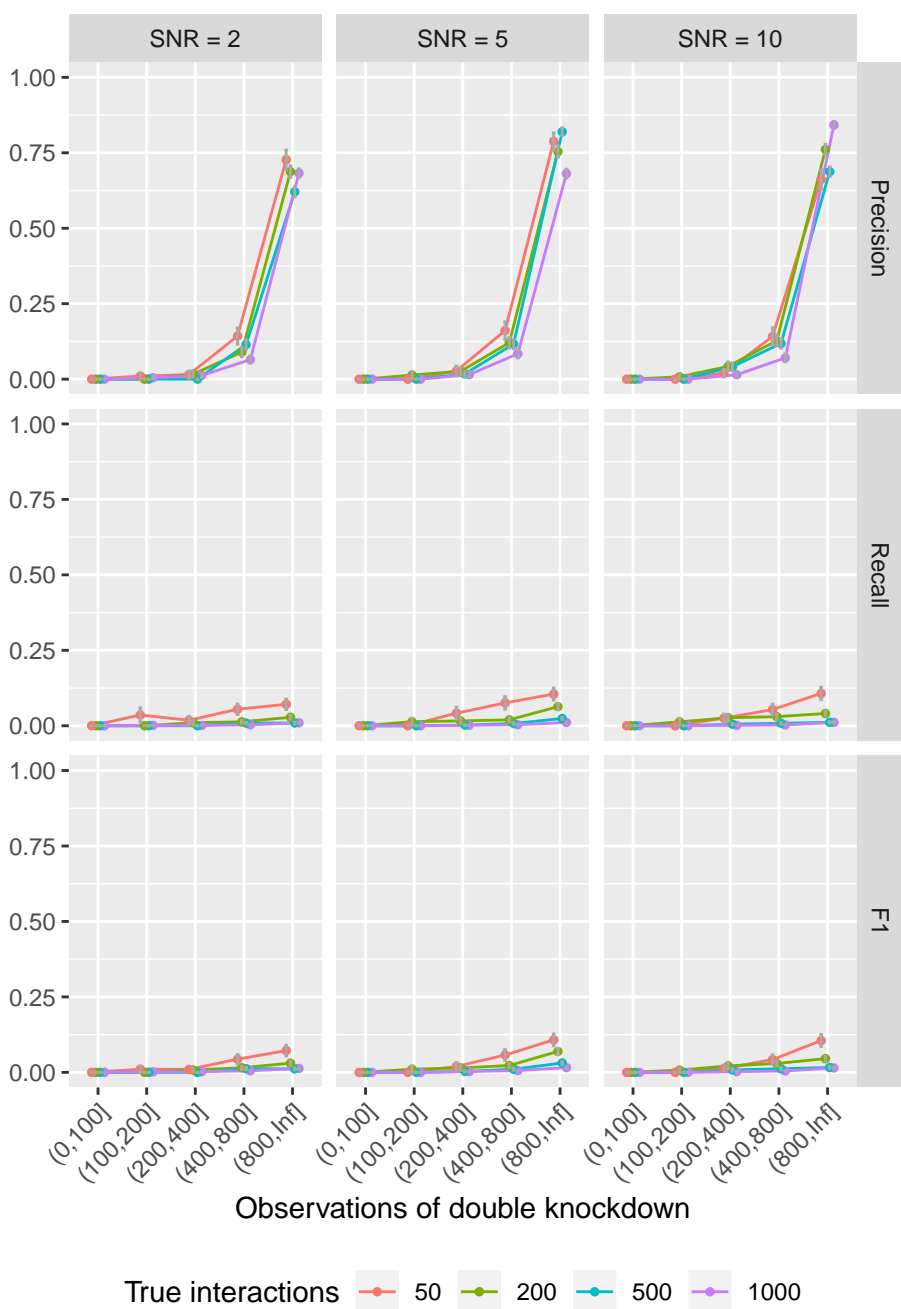 SNR = 2 SNR = 5 SNR = 10
1.00
0.75
0.50
0.25
0.00
Precision
1.00
0.75
0.50
0.25
0.00
Recall
1.00
0.75
0.50
0.25
0.00
F1
(0,100] (100,200] (200,400] (400,800] (800,Inf] (0,100] (100,200] (200,400] (400,800] (800,Inf] (0,100] (100,200] (200,400] (400,800] (800,Inf]
Observations of double knockdown
True interactions 50 200 500 1000